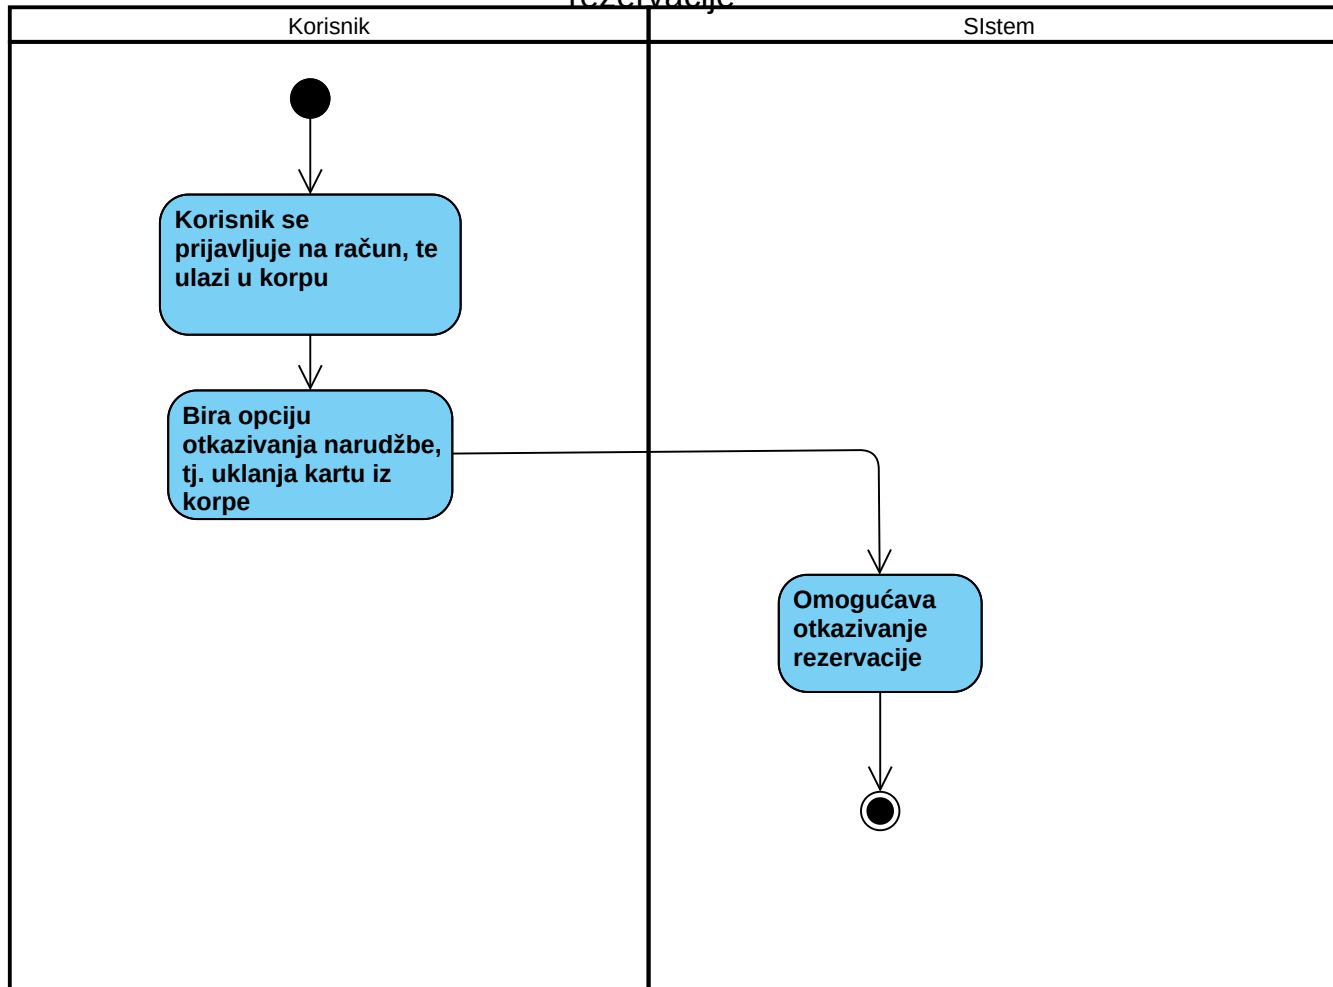 rezervacije
Korisnik
SIstem
Korisnik se
prijavljuje na račun, te
ulazi u korpu
Bira opciju
otkazivanja narudžbe,
tj. uklanja kartu iz
korpe
Omogućava
otkazivanje
rezervacije